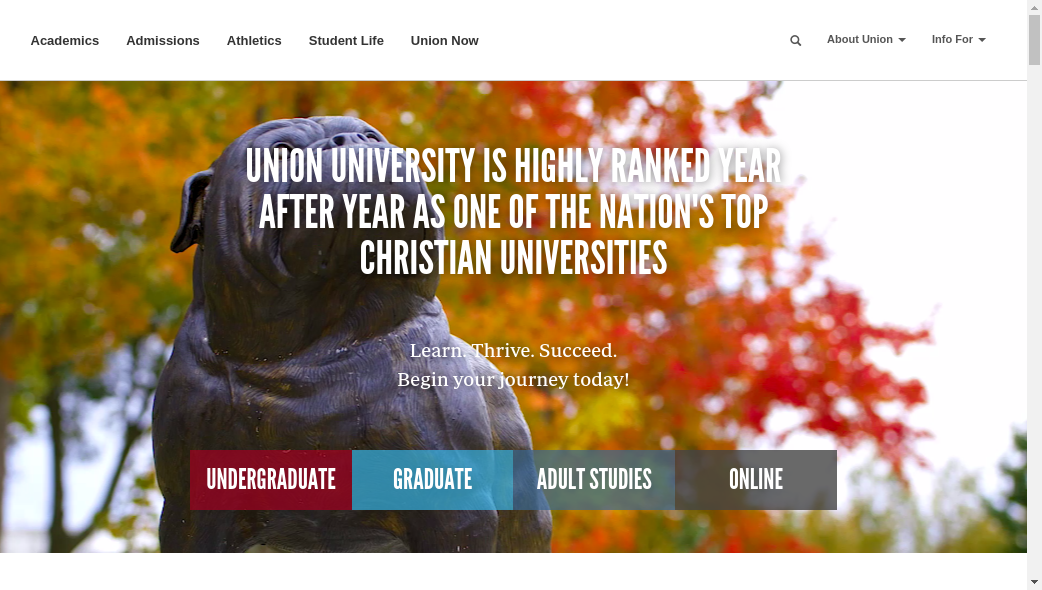 Academics Admissions Athletics Student Life Union Now About Union Info For
UNION UNIVERSITY IS HIGHLY RANKED YEAR
AFTER YEAR AS ONE OF THE NATION'S TOP
CHRISTIAN UNIVERSITIES
Learn. Thrive. Succeed.
Begin your journey today!
UNDERGRADUATE GRADUATE ADULT STUDIES ONLINE